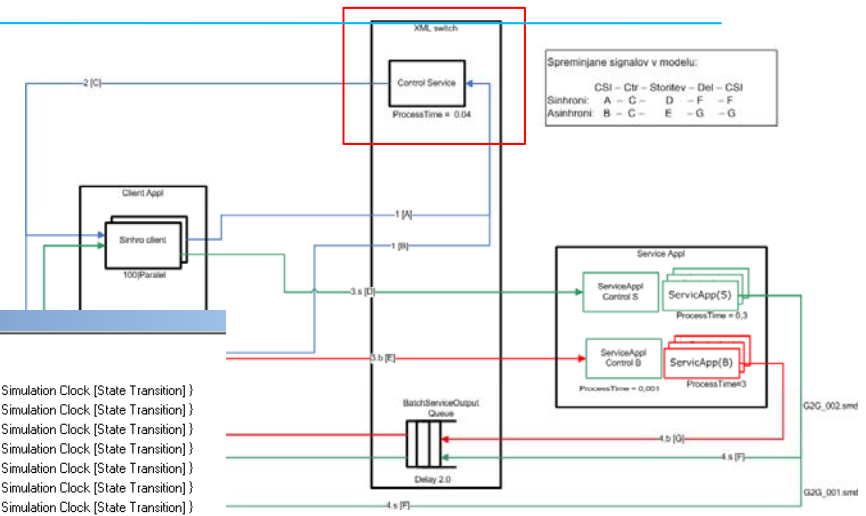 XML switch
Control Service
ProcessTime = 0.04
2 [C]
Spreminjane signalov v modelu:
CSI – Ctr – Storitev – Del – CSI
Sinhroni: A – C – D – F – F
Asinhroni: B – C – E – G – G
Client Appl
Sinhro client
100|Paralel
1 [A]
1 [B]
3.s [D]
Service Appl
ServiceAppl
Control S
ServicApp(S)
ProcessTime = 0,3
3.b [E]
ServiceAppl
Control B
ServicApp(B)
ProcessTime = 0,001
ProcessTime=3
Simulation Clock [State Transition] }
Simulation Clock [State Transition] }
Simulation Clock [State Transition] }
Simulation Clock [State Transition] }
Simulation Clock [State Transition] }
Simulation Clock [State Transition] }
Simulation Clock [State Transition] }
BatchServiceOutput
Queue
Delay 2.0
4.b [G]
4.s [F]
4.s [F]
G2G_002.smd
G2G_001.smd